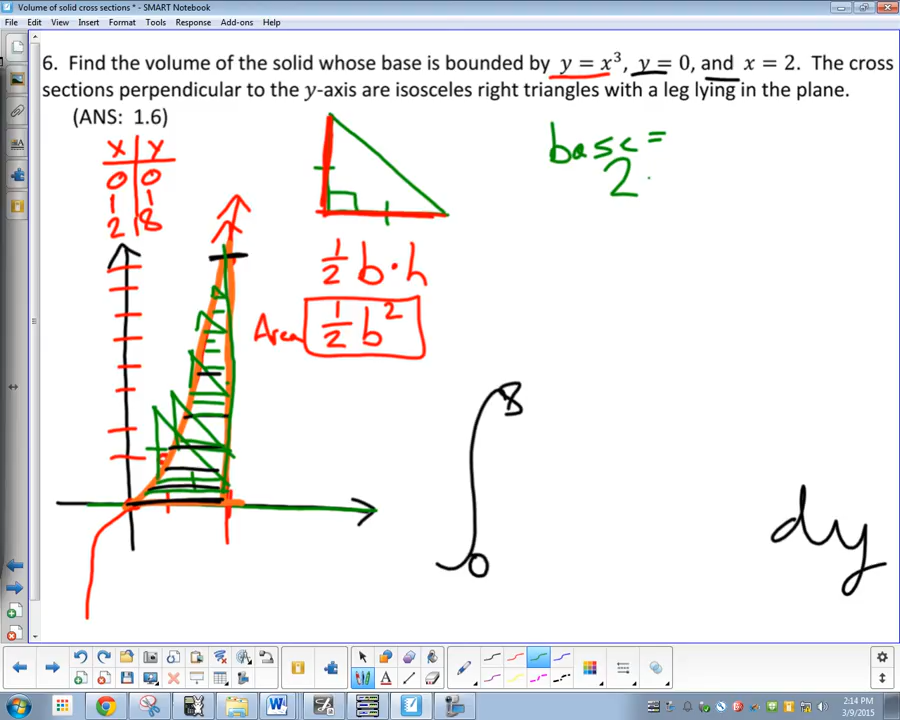 Volume of solid cross sections * - SMART Notebook
File Edit View Insert Format Tools Response Add-ons Help
6. Find the volume of the solid whose base is bounded by y = x³, y = 0, and x = 2. The cross
sections perpendicular to the y-axis are isosceles right triangles with a leg lying in the plane.
(ANS: 1.6)
base =
2
x y
0 0
1 1
2 8
1/2 b · h
Area 1/2 b²
∫ 8
0
dy
2:14 PM
3/9/2015